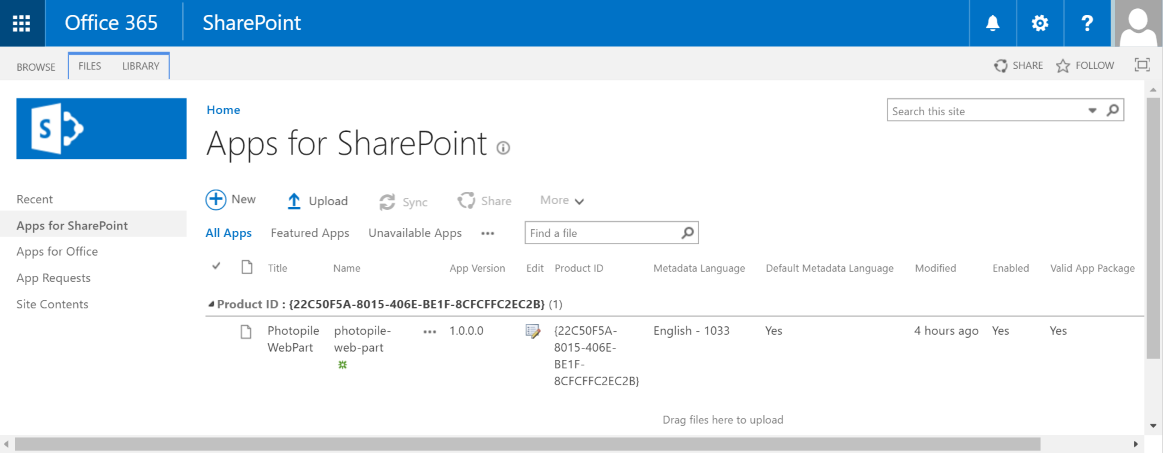 Office 365 SharePoint ?
BROWSE FILES LIBRARY SHARE FOLLOW
S
Home
Search this site
Apps for SharePoint
New Upload Sync Share More
Recent
Apps for SharePoint
Apps for Office
App Requests
Site Contents
All Apps Featured Apps Unavailable Apps ••• Find a file
Title Name App Version Edit Product ID Metadata Language Default Metadata Language Modified Enabled Valid App Package
Product ID : {22C50F5A-8015-406E-BE1F-8CFCFFC2EC2B} (1)
Photopile photopile- ••• 1.0.0.0 {22C50F5A- English - 1033 Yes 4 hours ago Yes Yes
WebPart web-part 8015-406E-
BE1F-
8CFCFFC2EC2B}
Drag files here to upload